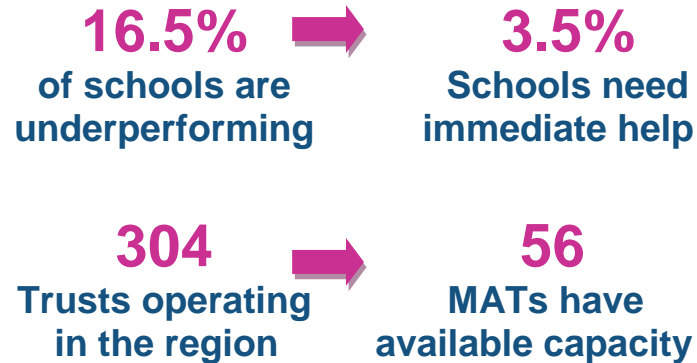 16.5%
of schools are
underperforming
3.5%
Schools need
immediate help
304
Trusts operating
in the region
56
MATs have
available capacity